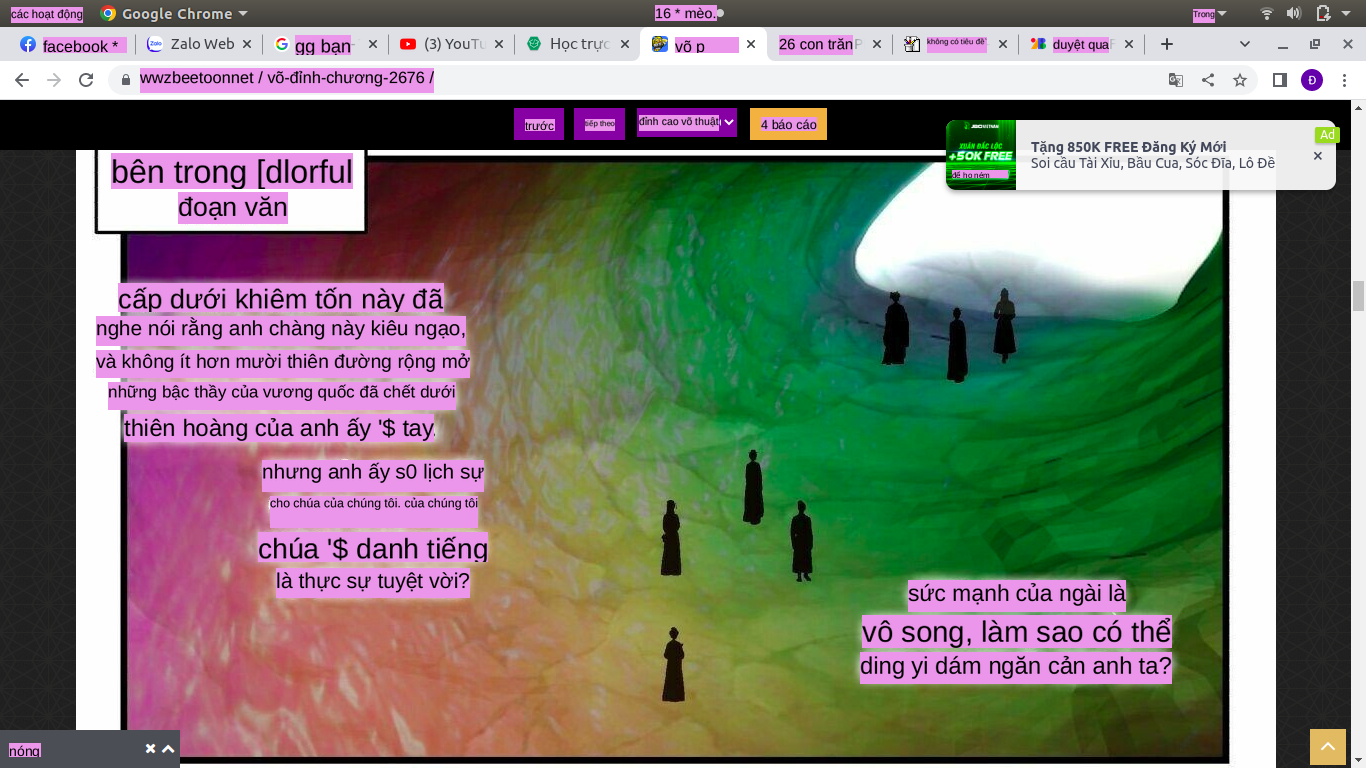 các hoạt động
Google Chrome
16 * mèo.
Trong
facebook *
Zalo Web
gg bạn
(3) YouTu
Học trực
võ p
26 con trăn
không có tiêu đề
duyệt qua
wwzbeetoonnet / võ-đỉnh-chương-2676 /
Đ
trước
tiếp theo
đỉnh cao võ thuật
4 báo cáo
Ad
XUÂN ĐẮC LỘC
+50K FREE
để họ ném
Tặng 850K FREE Đăng Ký Mới
Soi cầu Tài Xỉu, Bầu Cua, Sóc Đĩa, Lô Đề
bên trong [dlorful
đoạn văn
cấp dưới khiêm tốn này đã
nghe nói rằng anh chàng này kiêu ngạo,
và không ít hơn mười thiên đường rộng mở
những bậc thầy của vương quốc đã chết dưới
thiên hoàng của anh ấy '$ tay.
nhưng anh ấy s0 lịch sự
cho chúa của chúng tôi. của chúng tôi
chúa '$ danh tiếng
là thực sự tuyệt vời?
sức mạnh của ngài là
vô song, làm sao có thể
ding yi dám ngăn cản anh ta?
nóng